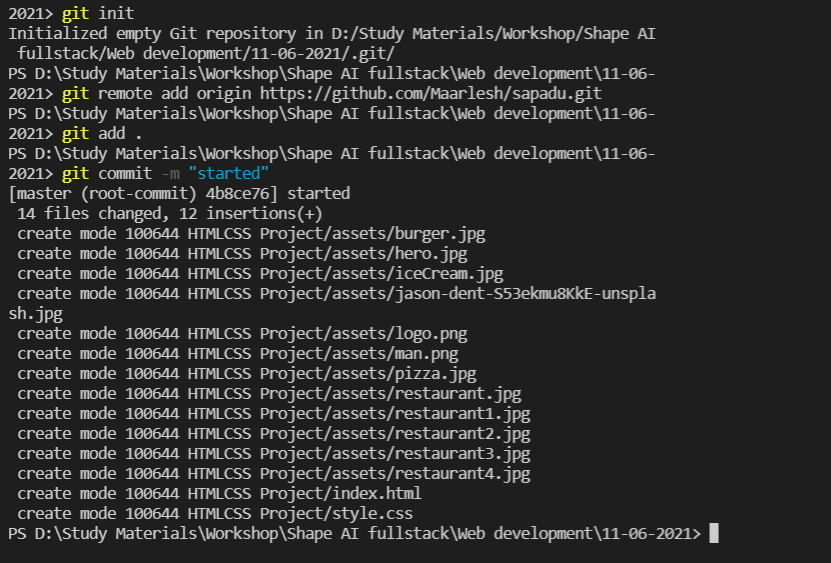 2021> git init
Initialized empty Git repository in D:/Study Materials/Workshop/Shape AI
 fullstack/Web development/11-06-2021/.git/
PS D:\Study Materials\Workshop\Shape AI fullstack\Web development\11-06-
2021> git remote add origin https://github.com/Maarlesh/sapadu.git
PS D:\Study Materials\Workshop\Shape AI fullstack\Web development\11-06-
2021> git add .
PS D:\Study Materials\Workshop\Shape AI fullstack\Web development\11-06-
2021> git commit -m "started"
[master (root-commit) 4b8ce76] started
 14 files changed, 12 insertions(+)
 create mode 100644 HTMLCSS Project/assets/burger.jpg
 create mode 100644 HTMLCSS Project/assets/hero.jpg
 create mode 100644 HTMLCSS Project/assets/iceCream.jpg
 create mode 100644 HTMLCSS Project/assets/jason-dent-S53ekmu8KkE-unspla
sh.jpg
 create mode 100644 HTMLCSS Project/assets/logo.png
 create mode 100644 HTMLCSS Project/assets/man.png
 create mode 100644 HTMLCSS Project/assets/pizza.jpg
 create mode 100644 HTMLCSS Project/assets/restaurant.jpg
 create mode 100644 HTMLCSS Project/assets/restaurant1.jpg
 create mode 100644 HTMLCSS Project/assets/restaurant2.jpg
 create mode 100644 HTMLCSS Project/assets/restaurant3.jpg
 create mode 100644 HTMLCSS Project/assets/restaurant4.jpg
 create mode 100644 HTMLCSS Project/index.html
 create mode 100644 HTMLCSS Project/style.css
PS D:\Study Materials\Workshop\Shape AI fullstack\Web development\11-06-2021>